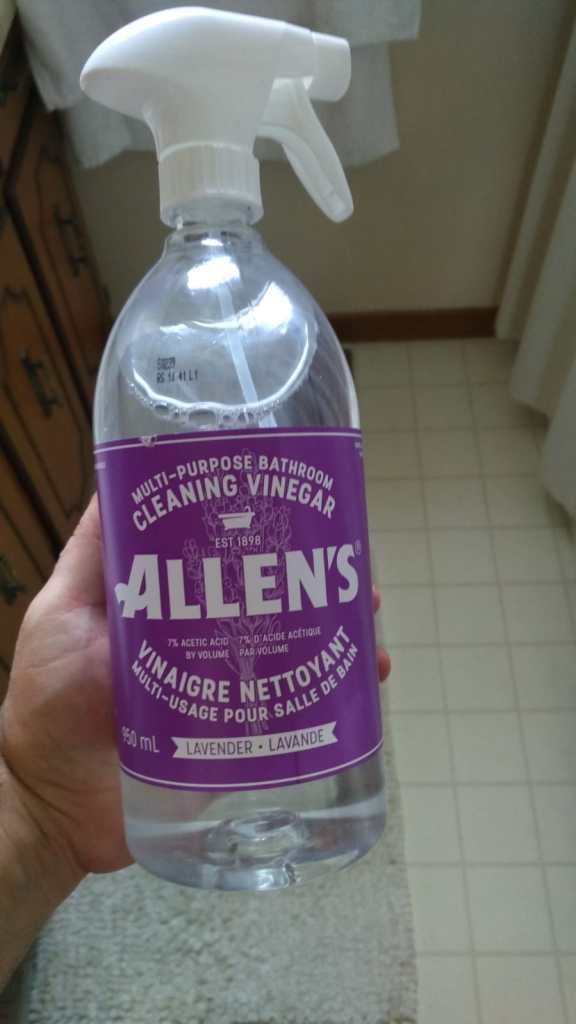 MULTI-PURPOSE BATHROOM
CLEANING VINEGAR
EST 1898
ALLEN'S®
7% ACETIC ACID 7% D'ACIDE ACÉTIQUE
BY VOLUME PAR VOLUME
VINAIGRE NETTOYANT
MULTI-USAGE POUR SALLE DE BAIN
950 mL
LAVENDER • LAVANDE